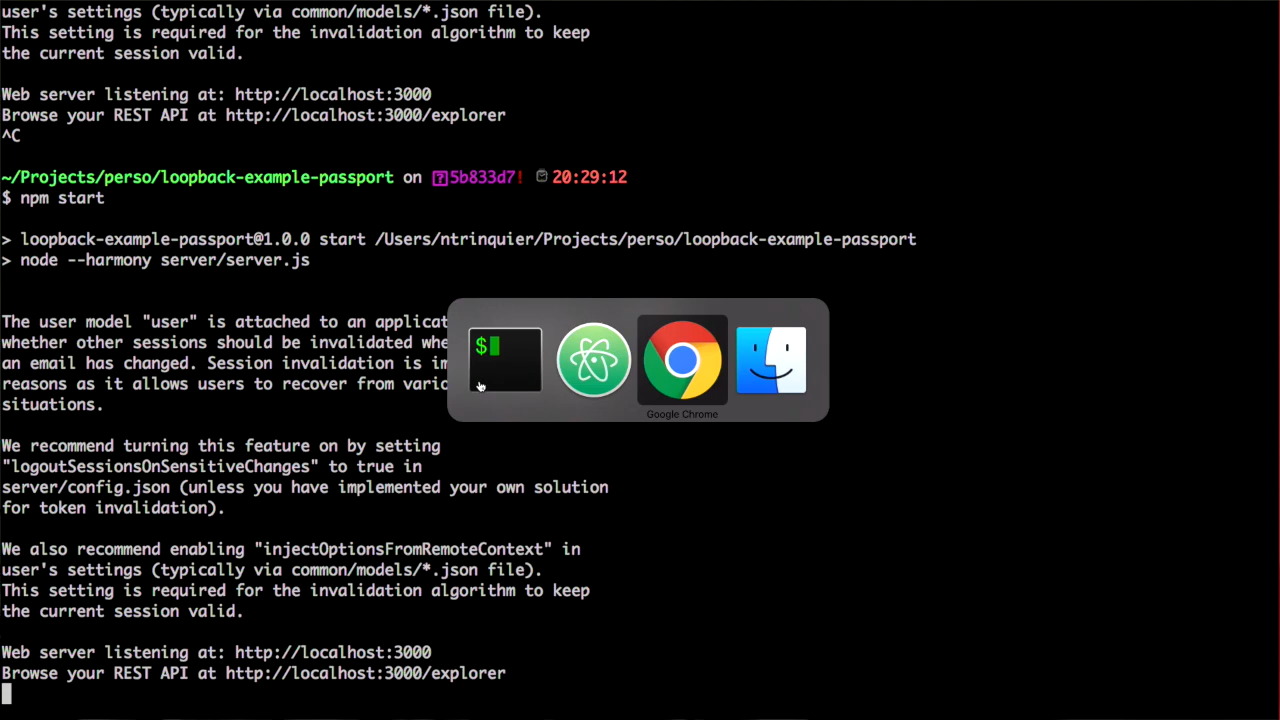 user's settings (typically via common/models/*.json file).
This setting is required for the invalidation algorithm to keep
the current session valid.
Web server listening at: http://localhost:3000
Browse your REST API at http://localhost:3000/explorer
^C
~/Projects/perso/loopback-example-passport on 5b833d7! 20:29:12
$ npm start
> loopback-example-passport@1.0.0 start /Users/ntrinquier/Projects/perso/loopback-example-passport
> node --harmony server/server.js
The user model "user" is attached to an applicat
whether other sessions should be invalidated whe
an email has changed. Session invalidation is im
reasons as it allows users to recover from vario
situations.
$
Google Chrome
We recommend turning this feature on by setting
"logoutSessionsOnSensitiveChanges" to true in
server/config.json (unless you have implemented your own solution
for token invalidation).
We also recommend enabling "injectOptionsFromRemoteContext" in
user's settings (typically via common/models/*.json file).
This setting is required for the invalidation algorithm to keep
the current session valid.
Web server listening at: http://localhost:3000
Browse your REST API at http://localhost:3000/explorer